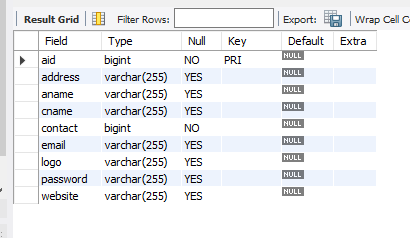 Result Grid Filter Rows: Export: Wrap Cell Co
Field Type Null Key Default Extra
aid bigint NO PRI NULL
address varchar(255) YES NULL
aname varchar(255) YES NULL
cname varchar(255) YES NULL
contact bigint NO NULL
email varchar(255) YES NULL
logo varchar(255) YES NULL
password varchar(255) YES NULL
website varchar(255) YES NULL